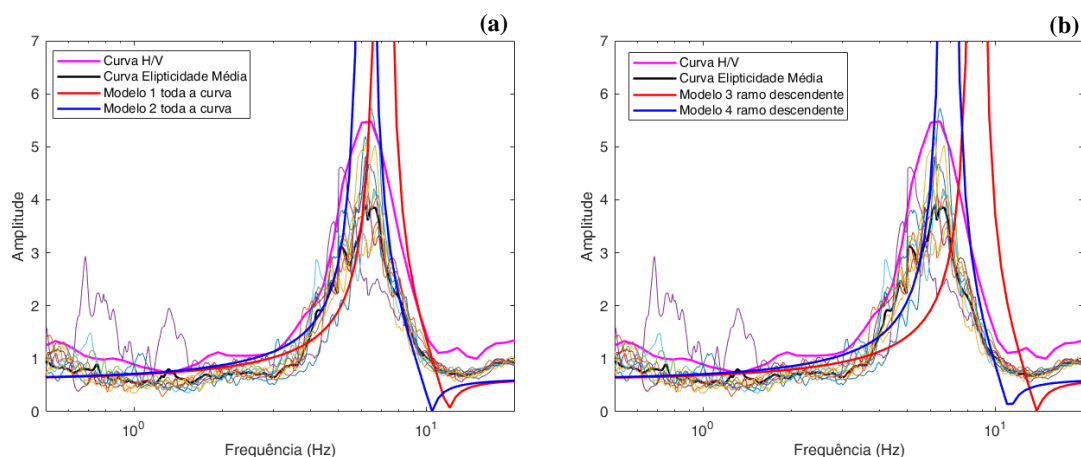 (a)
7
6
5
4
3
2
1
0
Amplitude
Curva H/V
Curva Elipticidade Média
Modelo 1 toda a curva
Modelo 2 toda a curva
10^0
10^1
Frequência (Hz)
(b)
7
6
5
4
3
2
1
0
Amplitude
Curva H/V
Curva Elipticidade Média
Modelo 3 ramo descendente
Modelo 4 ramo descendente
10^0
10^1
Frequência (Hz)